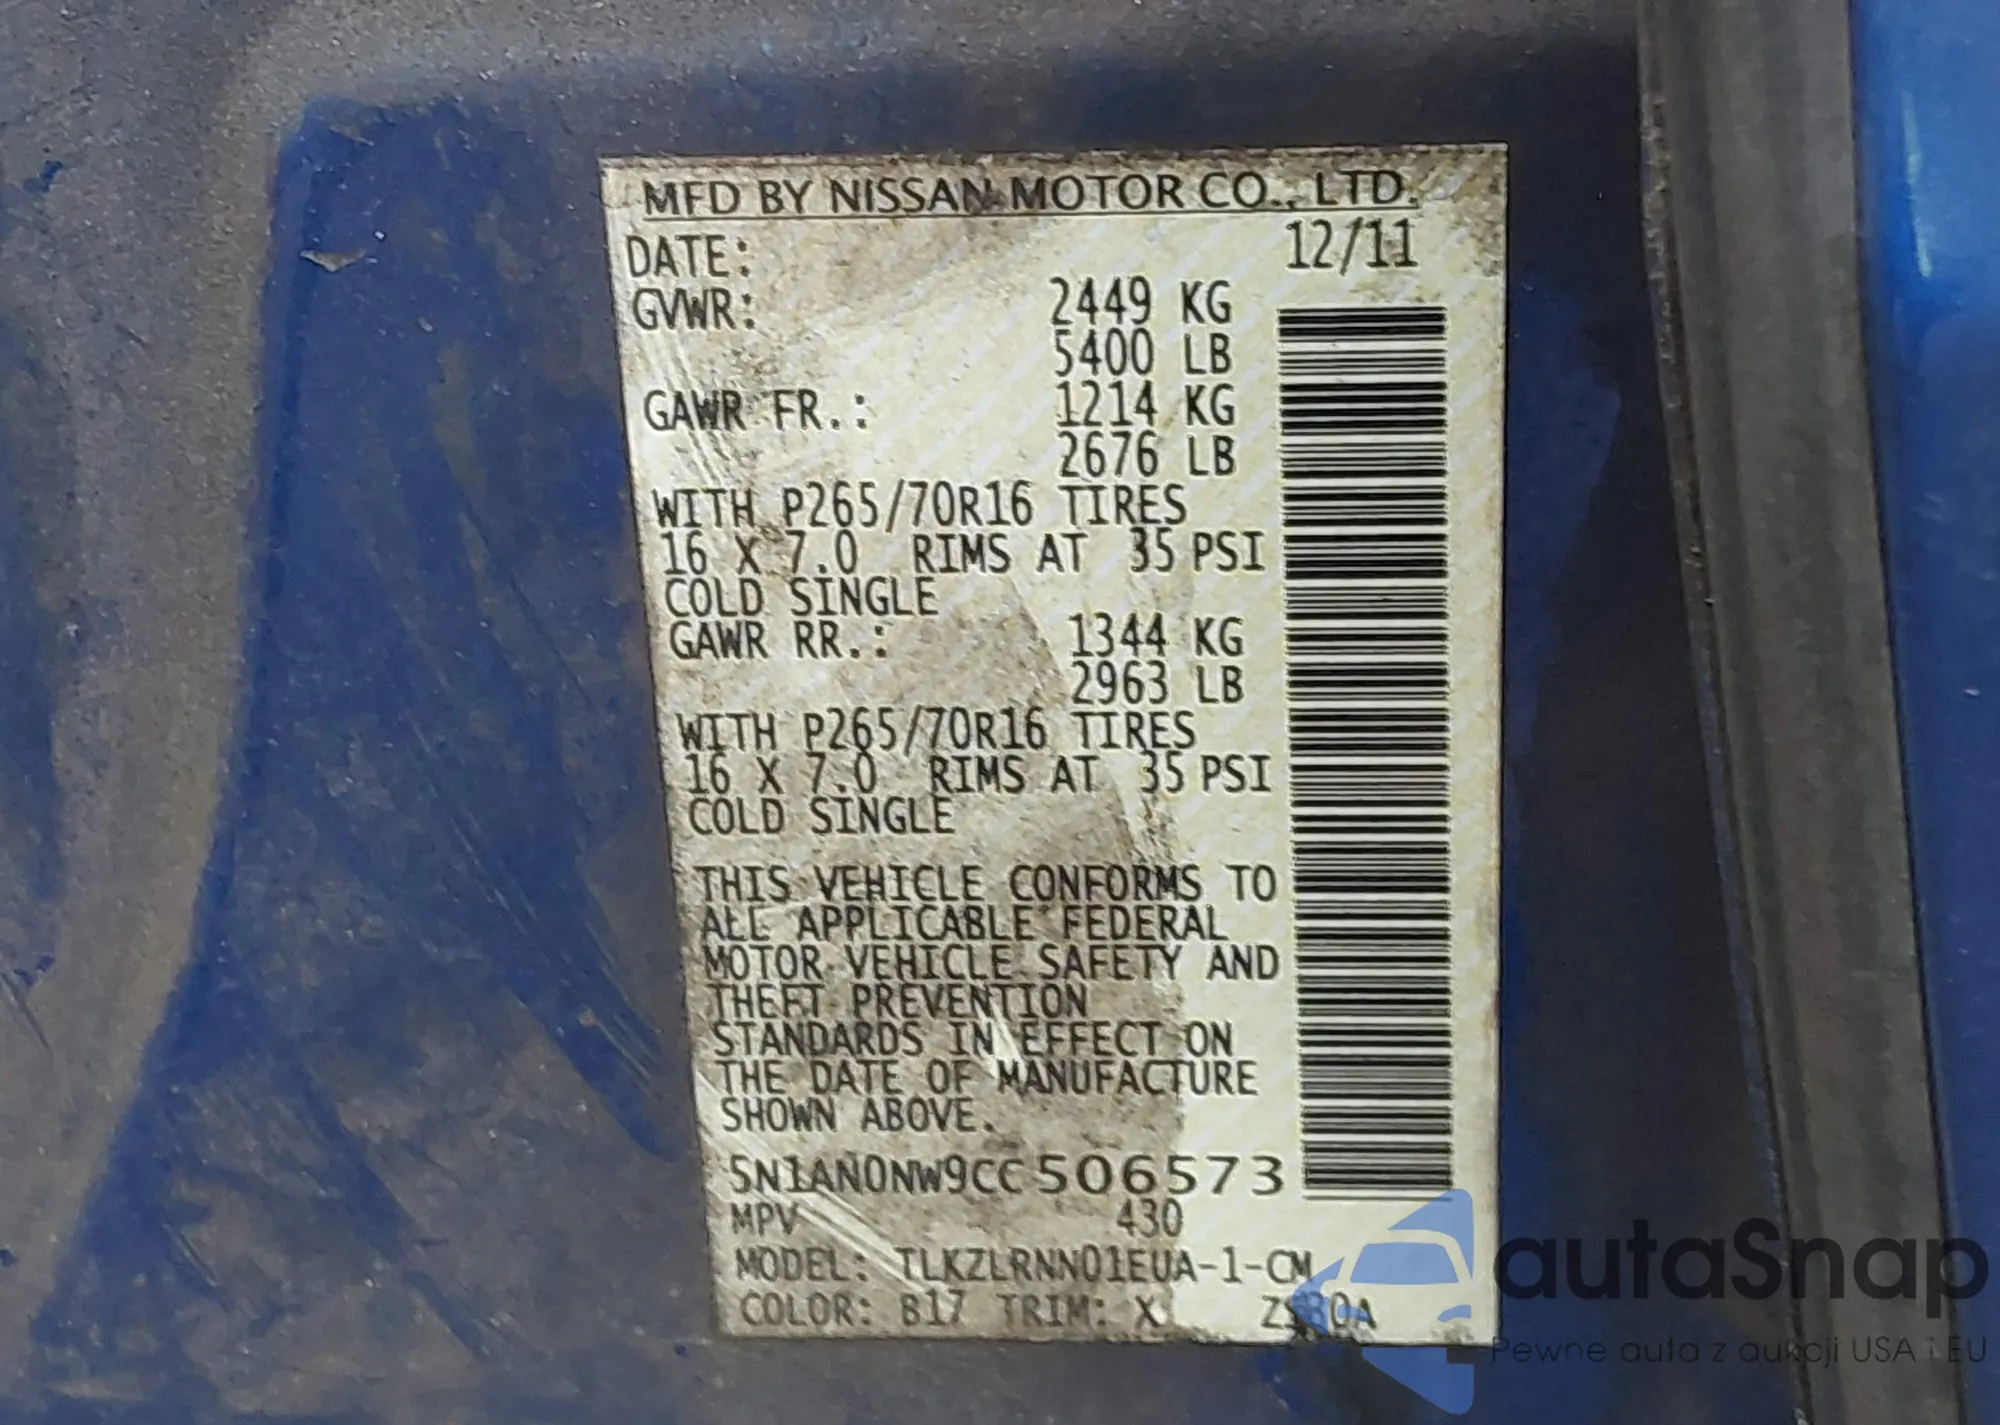 MFD BY NISSAN MOTOR CO., LTD.
DATE: 12/11
GVWR: 2449 KG
5400 LB
GAWR FR.: 1214 KG
2676 LB
WITH P265/70R16 TIRES
16 X 7.0 RIMS AT 35 PSI
COLD SINGLE
GAWR RR.: 1344 KG
2963 LB
WITH P265/70R16 TIRES
16 X 7.0 RIMS AT 35 PSI
COLD SINGLE
THIS VEHICLE CONFORMS TO
ALL APPLICABLE FEDERAL
MOTOR VEHICLE SAFETY AND
THEFT PREVENTION
STANDARDS IN EFFECT ON
THE DATE OF MANUFACTURE
SHOWN ABOVE.
5N1AN0NW9CC506573
MPV 430
MODEL: TLKZLRNN01EUA-1-CM
COLOR: B17 TRIM: X
autaSnap
Pewne auta z aukcji USA i EU